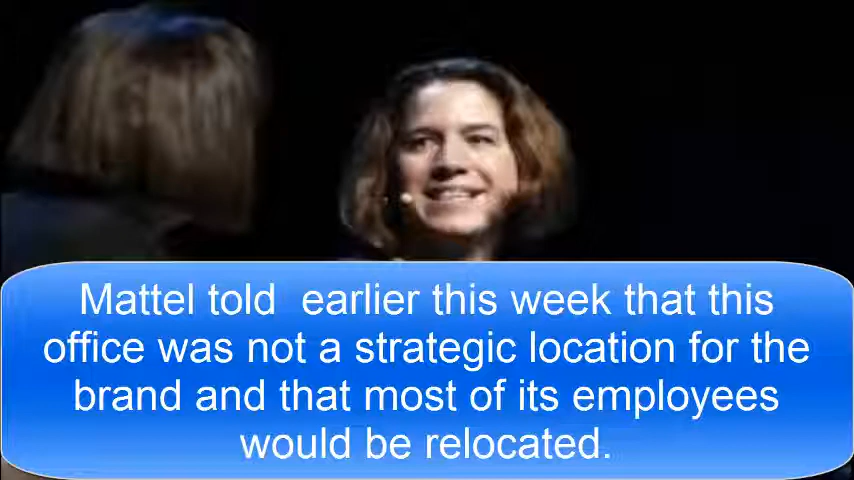 Mattel told  earlier this week that this
office was not a strategic location for the
brand and that most of its employees
would be relocated.